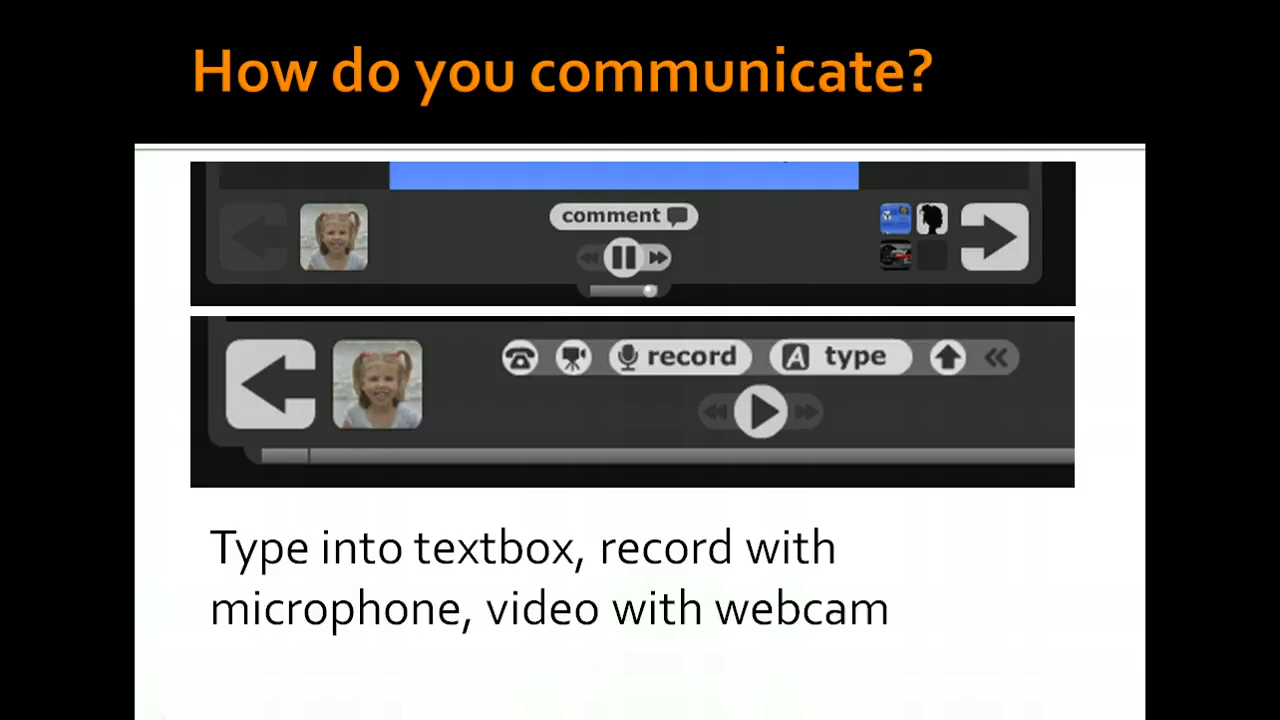 How do you communicate?
comment
record
A type
Type into textbox, record with
microphone, video with webcam